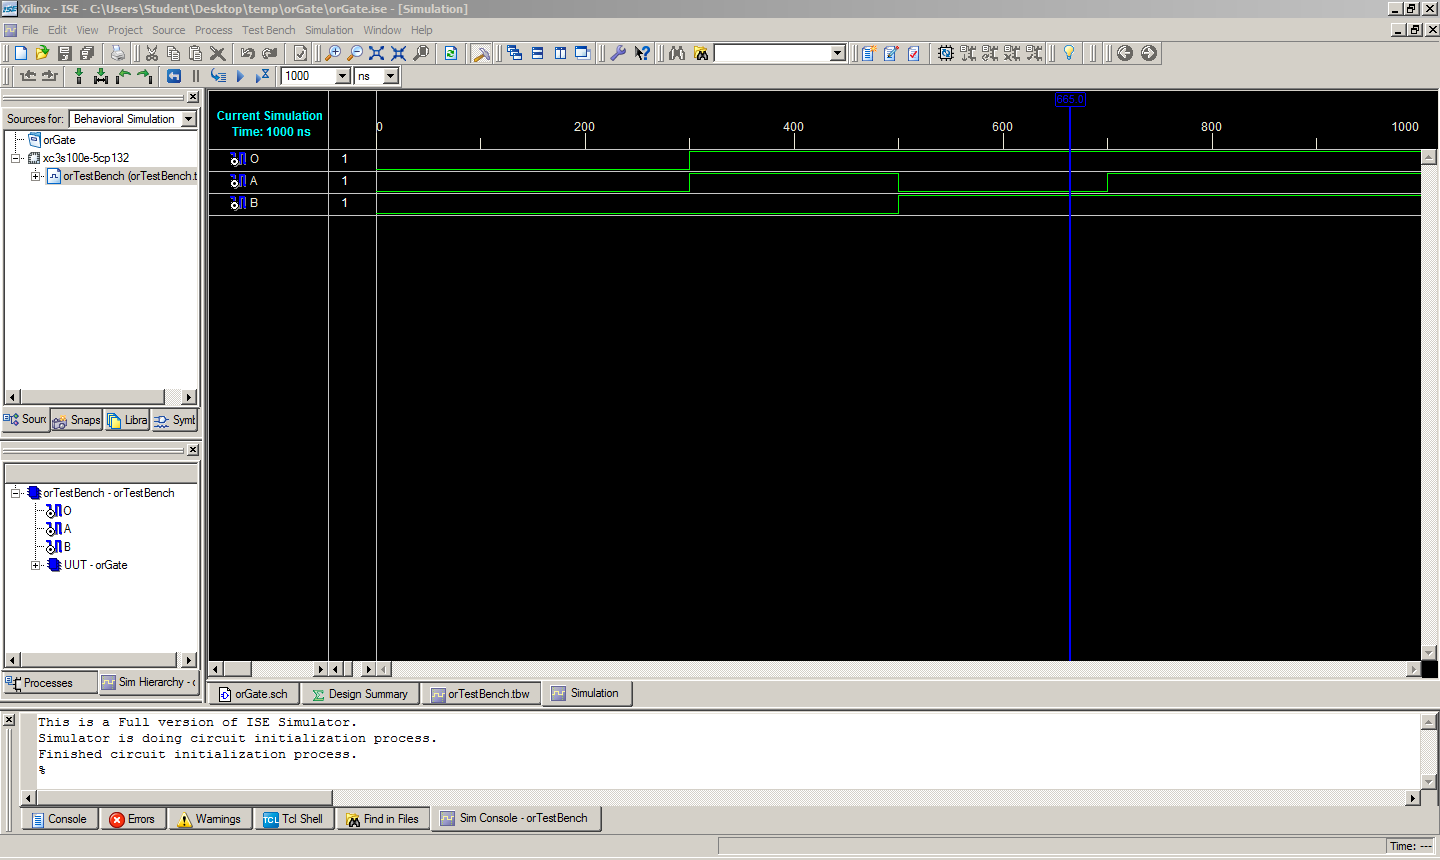 Xilinx - ISE - C:\Users\Student\Desktop\temp\orGate\orGate.ise - [Simulation]
File Edit View Project Source Process Test Bench Simulation Window Help
1000 ns
Sources for: Behavioral Simulation
orGate
xc3s100e-5cp132
orTestBench (orTestBench.t
Sourc Snaps Libra Symb
orTestBench - orTestBench
O
A
B
UUT - orGate
Processes Sim Hierarchy - o
Current Simulation
Time: 1000 ns
665.0
0 200 400 600 800 1000
O 1
A 1
B 1
orGate.sch Design Summary orTestBench.tbw Simulation
This is a Full version of ISE Simulator.
Simulator is doing circuit initialization process.
Finished circuit initialization process.
%
Console Errors Warnings TCL Tcl Shell Find in Files Sim Console - orTestBench
Time: ---